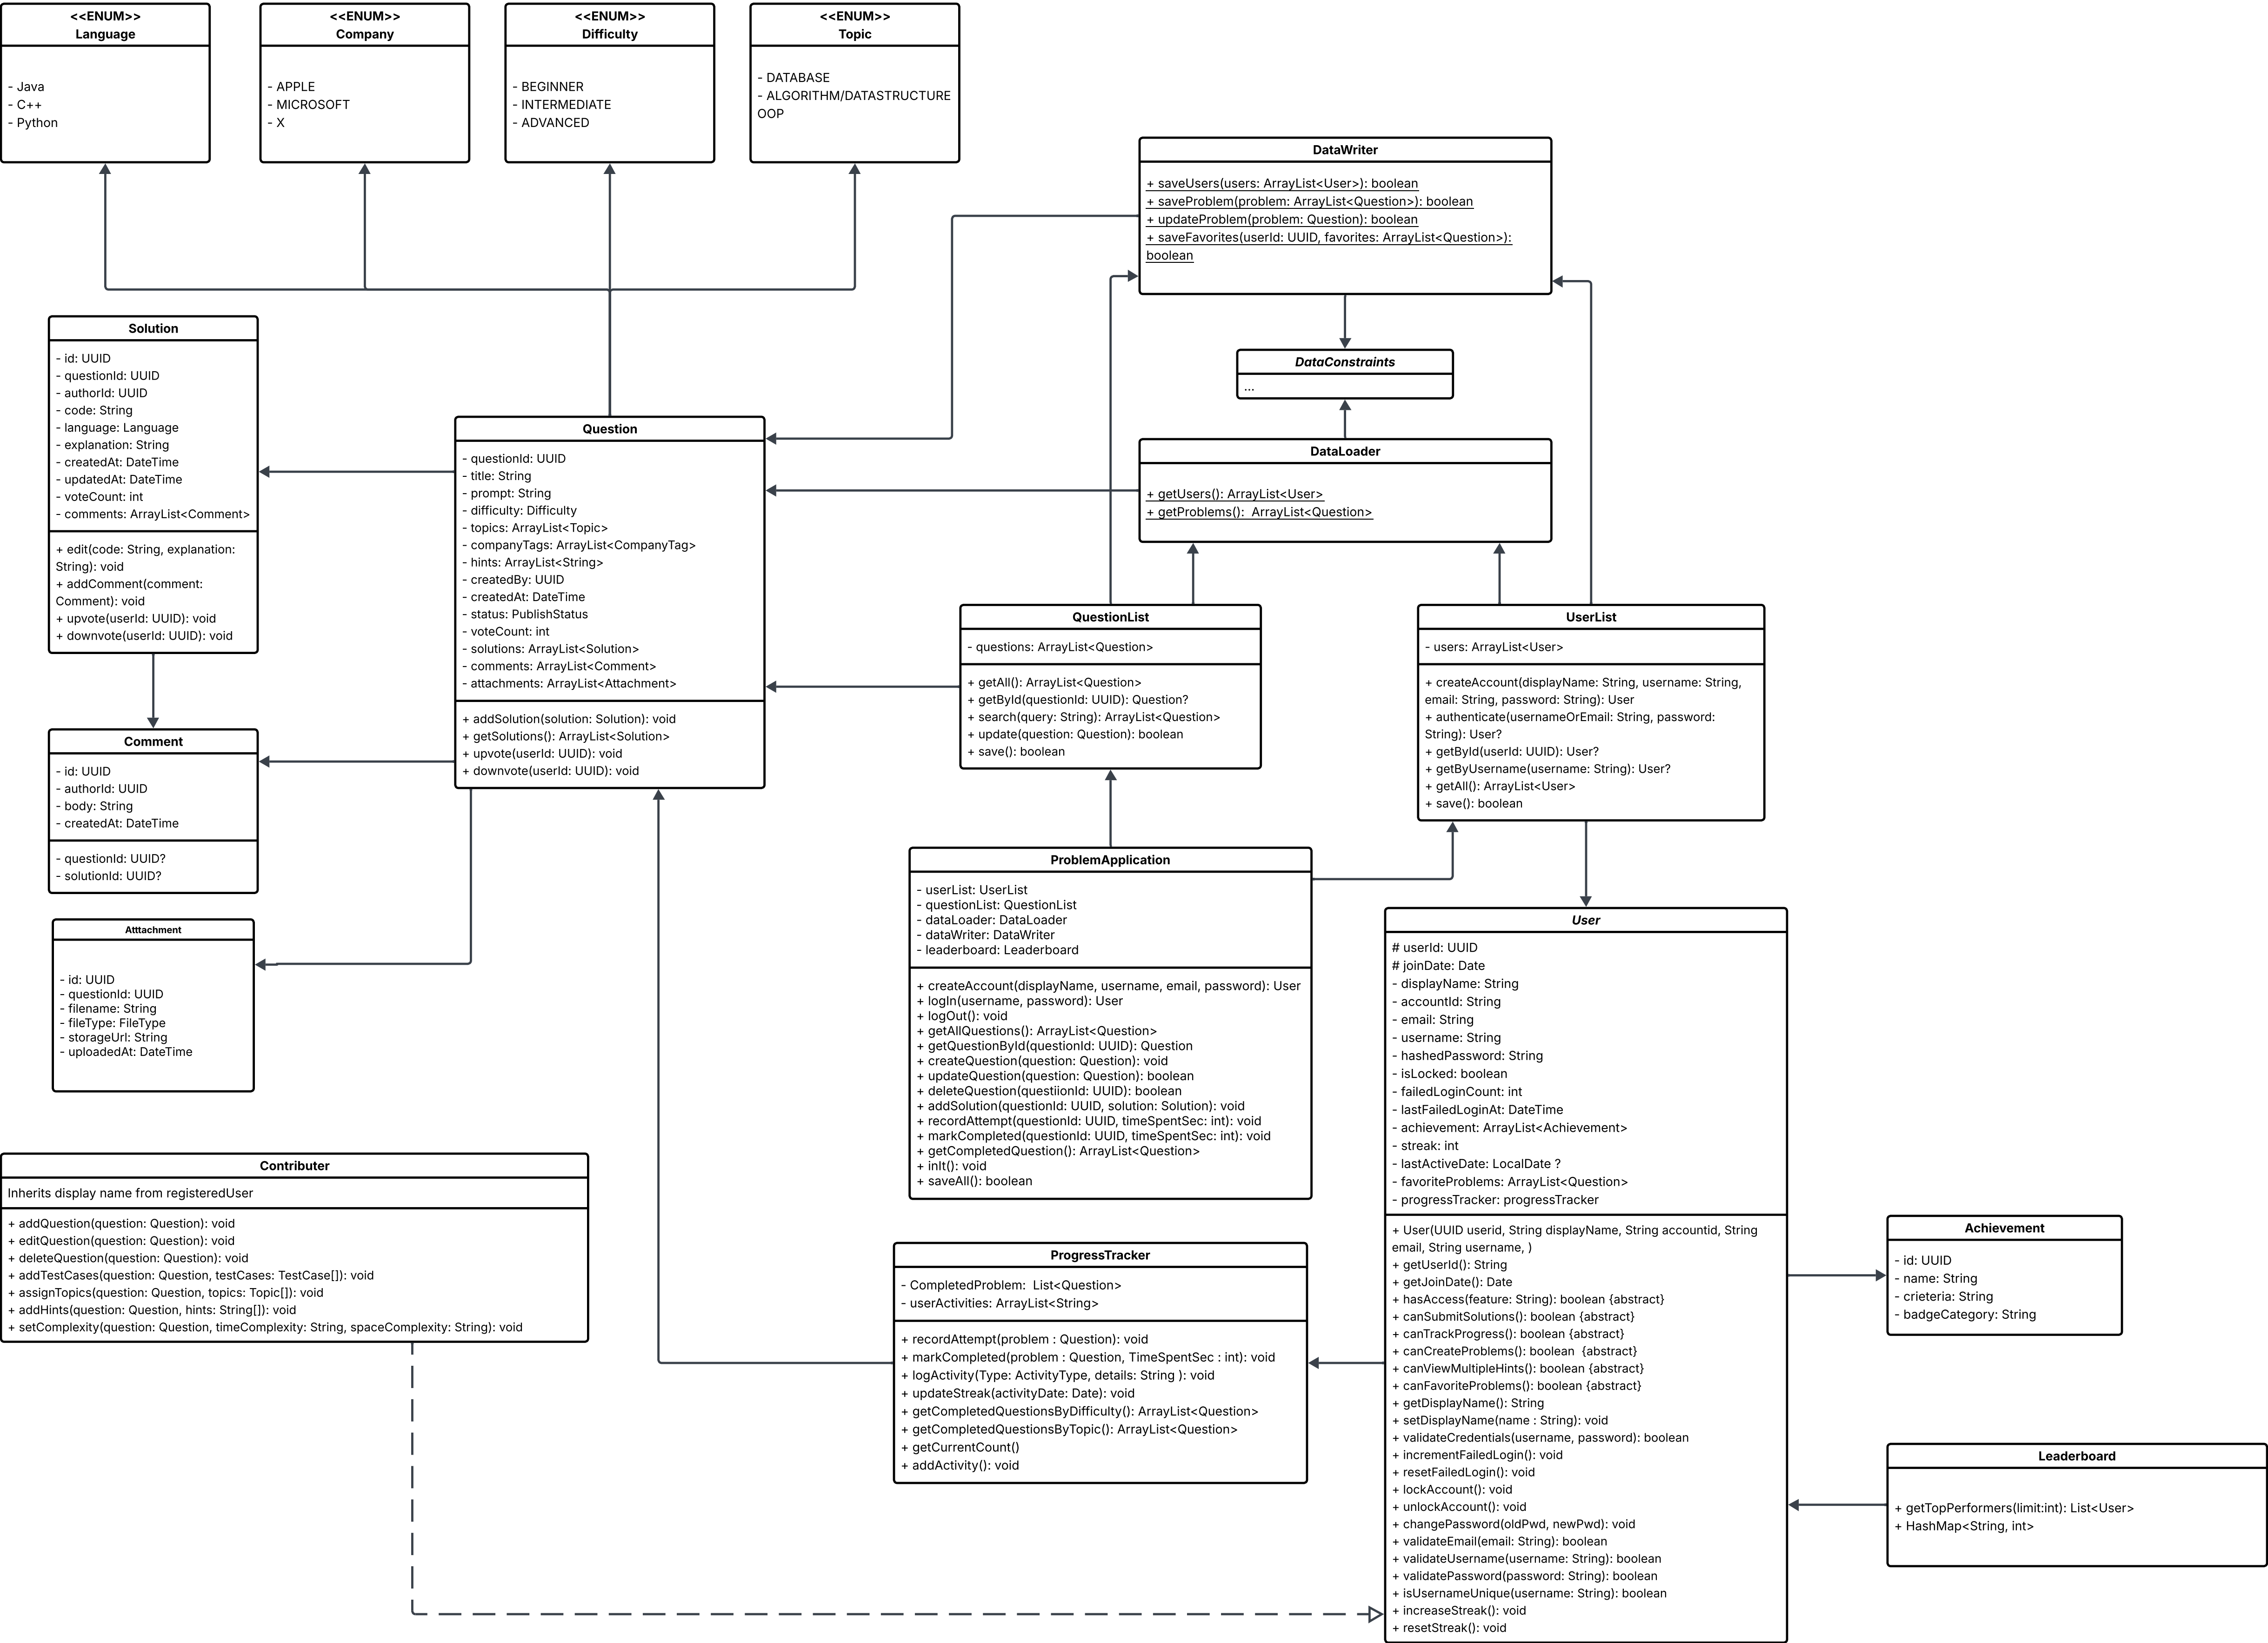 <<ENUM>>
Language
- Java
- C++
- Python
<<ENUM>>
Company
- APPLE
- MICROSOFT
- X
<<ENUM>>
Difficulty
- BEGINNER
- INTERMEDIATE
- ADVANCED
<<ENUM>>
Topic
- DATABASE
- ALGORITHM/DATASTRUCTURE
OOP
DataWriter
+ saveUsers(users: ArrayList<User>): boolean
+ saveProblem(problem: ArrayList<Question>): boolean
+ updateProblem(problem: Question): boolean
+ saveFavorites(userId: UUID, favorites: ArrayList<Question>):
boolean
DataConstraints
...
DataLoader
+ getUsers(): ArrayList<User>
+ getProblems():  ArrayList<Question>
Solution
- id: UUID
- questionId: UUID
- authorId: UUID
- code: String
- language: Language
- explanation: String
- createdAt: DateTime
- updatedAt: DateTime
- voteCount: int
- comments: ArrayList<Comment>
+ edit(code: String, explanation:
String): void
+ addComment(comment:
Comment): void
+ upvote(userId: UUID): void
+ downvote(userId: UUID): void
Question
- questionId: UUID
- title: String
- prompt: String
- difficulty: Difficulty
- topics: ArrayList<Topic>
- companyTags: ArrayList<CompanyTag>
- hints: ArrayList<String>
- createdBy: UUID
- createdAt: DateTime
- status: PublishStatus
- voteCount: int
- solutions: ArrayList<Solution>
- comments: ArrayList<Comment>
- attachments: ArrayList<Attachment>
+ addSolution(solution: Solution): void
+ getSolutions(): ArrayList<Solution>
+ upvote(userId: UUID): void
+ downvote(userId: UUID): void
QuestionList
- questions: ArrayList<Question>
+ getAll(): ArrayList<Question>
+ getById(questionId: UUID): Question?
+ search(query: String): ArrayList<Question>
+ update(question: Question): boolean
+ save(): boolean
UserList
- users: ArrayList<User>
+ createAccount(displayName: String, username: String,
email: String, password: String): User
+ authenticate(usernameOrEmail: String, password:
String): User?
+ getById(userId: UUID): User?
+ getByUsername(username: String): User?
+ getAll(): ArrayList<User>
+ save(): boolean
Comment
- id: UUID
- authorId: UUID
- body: String
- createdAt: DateTime
- questionId: UUID?
- solutionId: UUID?
Atttachment
- id: UUID
- questionId: UUID
- filename: String
- fileType: FileType
- storageUrl: String
- uploadedAt: DateTime
ProblemApplication
- userList: UserList
- questionList: QuestionList
- dataLoader: DataLoader
- dataWriter: DataWriter
- leaderboard: Leaderboard
+ createAccount(displayName, username, email, password): User
+ logIn(username, password): User
+ logOut(): void
+ getAllQuestions(): ArrayList<Question>
+ getQuestionById(questionId: UUID): Question
+ createQuestion(question: Question): void
+ updateQuestion(question: Question): boolean
+ deleteQuestion(questiionId: UUID): boolean
+ addSolution(questionId: UUID, solution: Solution): void
+ recordAttempt(questionId: UUID, timeSpentSec: int): void
+ markCompleted(questionId: UUID, timeSpentSec: int): void
+ getCompletedQuestion(): ArrayList<Question>
+ inIt(): void
+ saveAll(): boolean
User
# userId: UUID
# joinDate: Date
- displayName: String
- accountId: String
- email: String
- username: String
- hashedPassword: String
- isLocked: boolean
- failedLoginCount: int
- lastFailedLoginAt: DateTime
- achievement: ArrayList<Achievement>
- streak: int
- lastActiveDate: LocalDate ?
- favoriteProblems: ArrayList<Question>
- progressTracker: progressTracker
+ User(UUID userid, String displayName, String accountid, String
email, String username, )
+ getUserId(): String
+ getJoinDate(): Date
+ hasAccess(feature: String): boolean {abstract}
+ canSubmitSolutions(): boolean {abstract}
+ canTrackProgress(): boolean {abstract}
+ canCreateProblems(): boolean  {abstract}
+ canViewMultipleHints(): boolean {abstract}
+ canFavoriteProblems(): boolean {abstract}
+ getDisplayName(): String
+ setDisplayName(name : String): void
+ validateCredentials(username, password): boolean
+ incrementFailedLogin(): void
+ resetFailedLogin(): void
+ lockAccount(): void
+ unlockAccount(): void
+ changePassword(oldPwd, newPwd): void
+ validateEmail(email: String): boolean
+ validateUsername(username: String): boolean
+ validatePassword(password: String): boolean
+ isUsernameUnique(username: String): boolean
+ increaseStreak(): void
+ resetStreak(): void
Contributer
Inherits display name from registeredUser
+ addQuestion(question: Question): void
+ editQuestion(question: Question): void
+ deleteQuestion(question: Question): void
+ addTestCases(question: Question, testCases: TestCase[]): void
+ assignTopics(question: Question, topics: Topic[]): void
+ addHints(question: Question, hints: String[]): void
+ setComplexity(question: Question, timeComplexity: String, spaceComplexity: String): void
ProgressTracker
- CompletedProblem:  List<Question>
- userActivities: ArrayList<String>
+ recordAttempt(problem : Question): void
+ markCompleted(problem : Question, TimeSpentSec : int): void
+ logActivity(Type: ActivityType, details: String ): void
+ updateStreak(activityDate: Date): void
+ getCompletedQuestionsByDifficulty(): ArrayList<Question>
+ getCompletedQuestionsByTopic(): ArrayList<Question>
+ getCurrentCount()
+ addActivity(): void
Achievement
- id: UUID
- name: String
- crieteria: String
- badgeCategory: String
Leaderboard
+ getTopPerformers(limit:int): List<User>
+ HashMap<String, int>